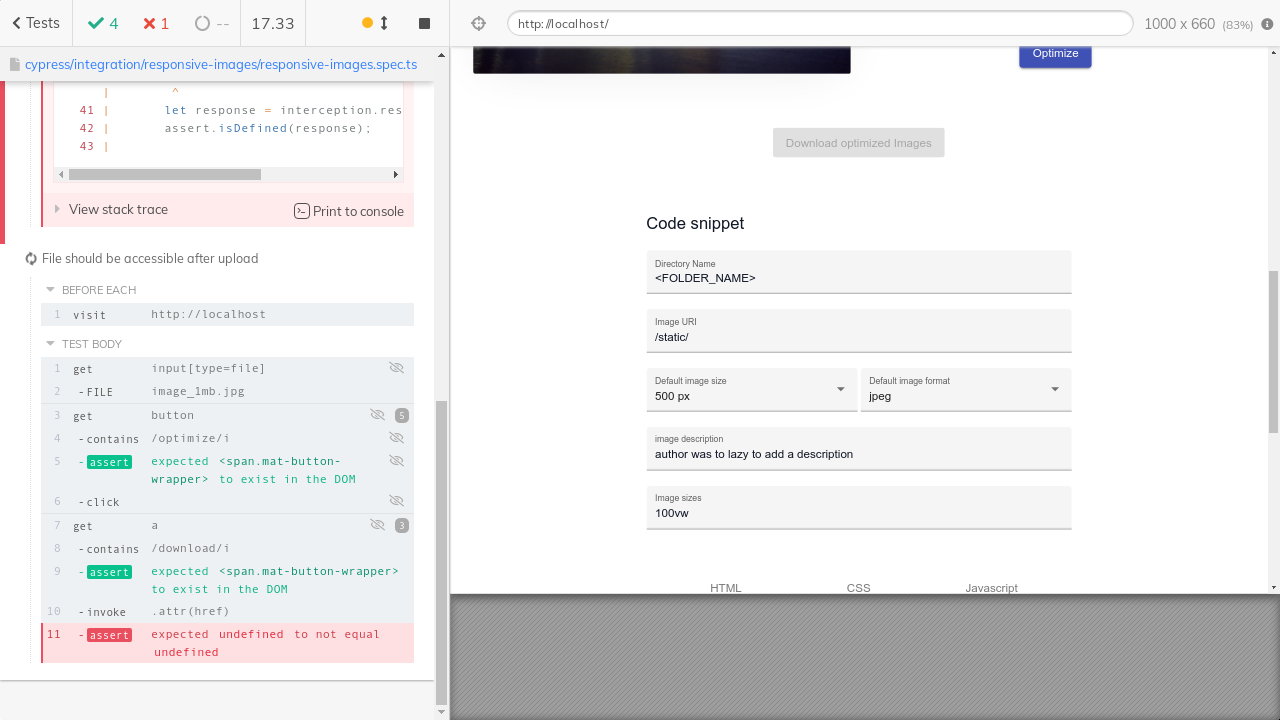 Tests
4
1
--
17.33
http://localhost/
1000 x 660 (83%)
cypress/integration/responsive-images/responsive-images.spec.ts
| ^
41 | let response = interception.res
42 | assert.isDefined(response);
43 |
View stack trace
Print to console
File should be accessible after upload
BEFORE EACH
1 visit http://localhost
TEST BODY
1 get input[type=file]
2 -FILE image_1mb.jpg
3 get button 5
4 -contains /optimize/i
5 -assert expected <span.mat-button-
wrapper> to exist in the DOM
6 -click
7 get a 3
8 -contains /download/i
9 -assert expected <span.mat-button-wrapper>
to exist in the DOM
10 -invoke .attr(href)
11 -assert expected undefined to not equal
undefined
Optimize
Download optimized Images
Code snippet
Directory Name
<FOLDER_NAME>
Image URI
/static/
Default image size
500 px
Default image format
jpeg
image description
author was to lazy to add a description
Image sizes
100vw
HTML CSS Javascript